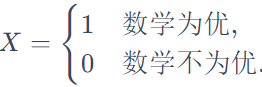 X = { 1 数学为优,
0 数学不为优.